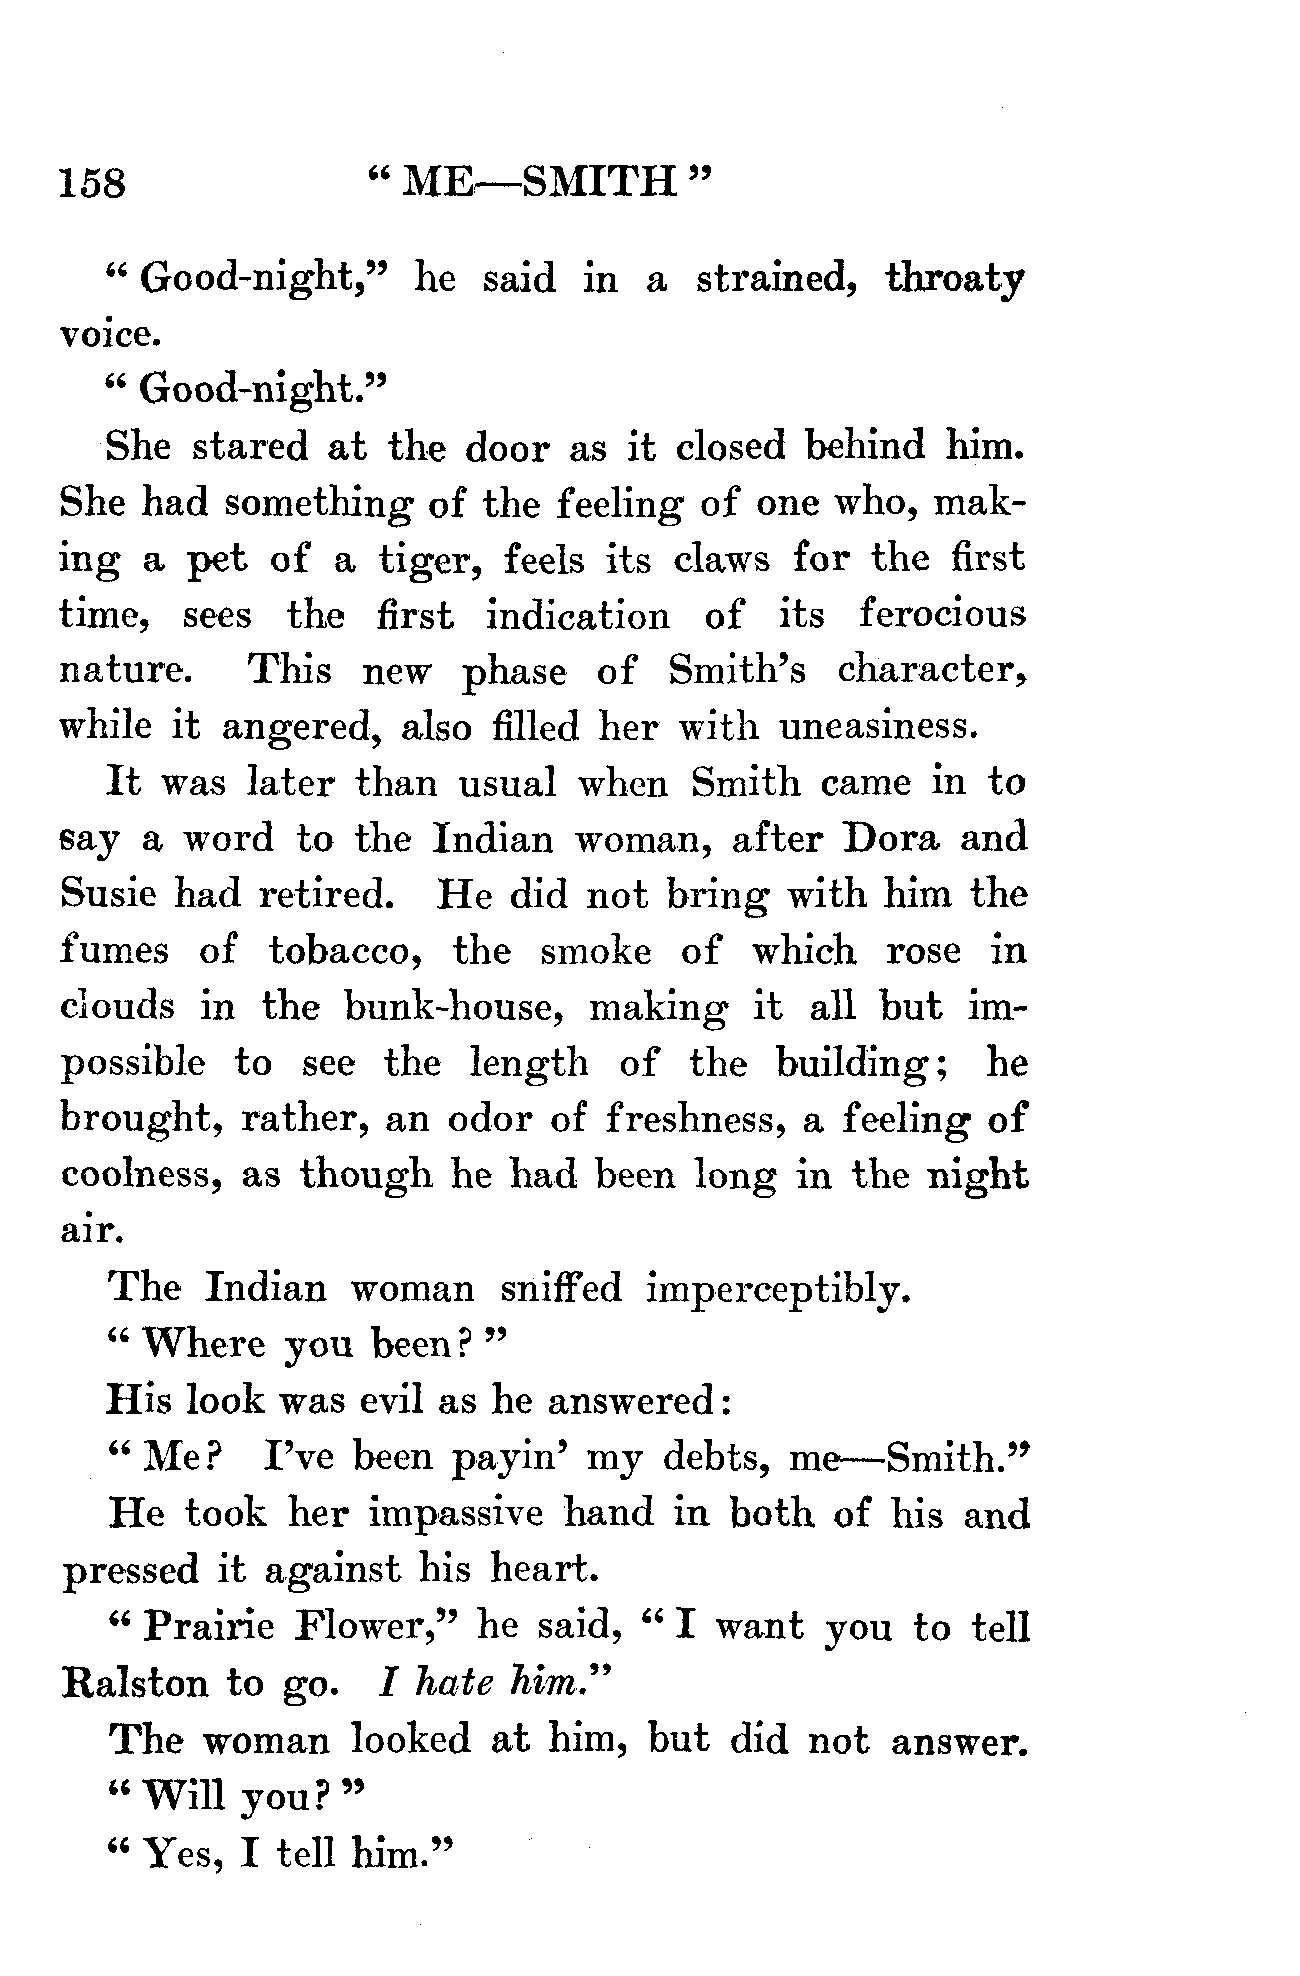 158 “ ME—SMITH ”
“ Good-night,” he said in a strained, throaty
voice.
“ Good-night.”
She stared at the door as it closed behind him.
She had something of the feeling of one who, mak-
ing a pet of a tiger, feels its claws for the first
time, sees the first indication of its ferocious
nature. This new phase of Smith’s character,
while it angered, also filled her with uneasiness.
It was later than usual when Smith came in to
say a word to the Indian woman, after Dora and
Susie had retired. He did not bring with him the
fumes of tobacco, the smoke of which rose in
clouds in the bunk-house, making it all but im-
possible to see the length of the building; he
brought, rather, an odor of freshness, a feeling of
coolness, as though he had been long in the night
air.
The Indian woman sniffed imperceptibly.
“ Where you been? ”
His look was evil as he answered:
“ Me? I’ve been payin’ my debts, me—Smith.”
He took her impassive hand in both of his and
pressed it against his heart.
“ Prairie Flower,” he said, “ I want you to tell
Ralston to go. I hate him.”
The woman looked at him, but did not answer.
“ Will you? ”
“ Yes, I tell him.”